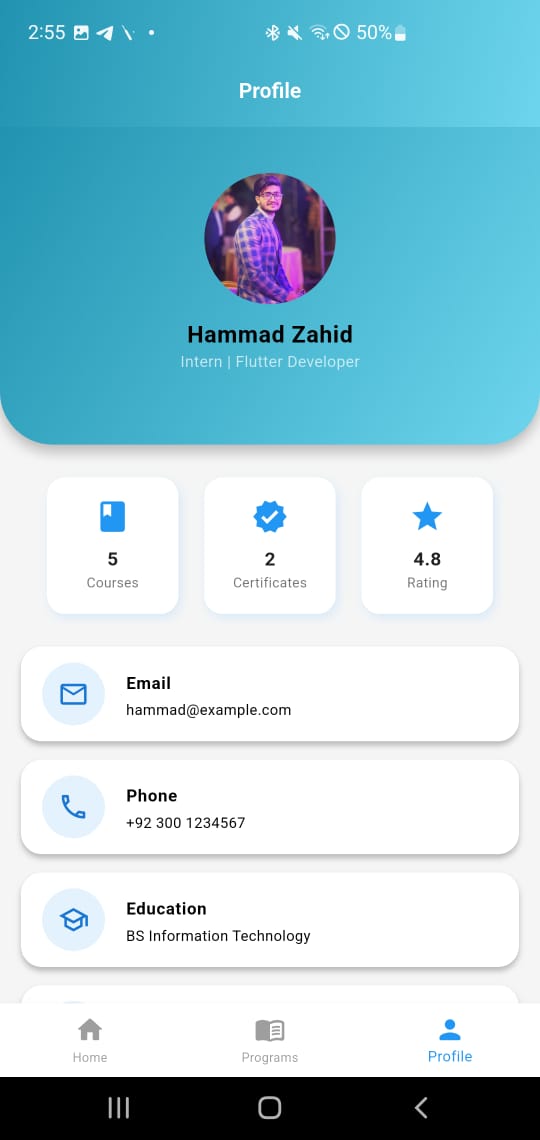 2:55
50%
Profile
Hammad Zahid
Intern | Flutter Developer
5
Courses
2
Certificates
4.8
Rating
Email
hammad@example.com
Phone
+92 300 1234567
Education
BS Information Technology
Home
Programs
Profile